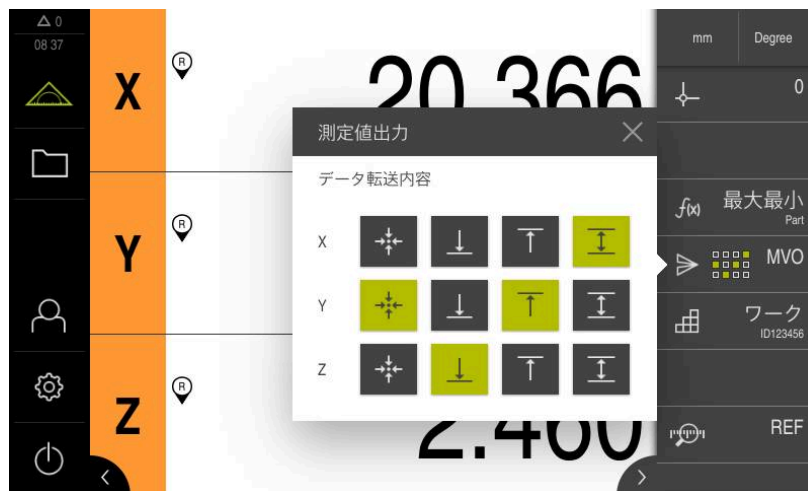 0
08 37
X
R
20.366
Y
R
Z
R
2.460
測定値出力
データ転送内容
X
Y
Z
mm Degree
0
f(x) 最大最小
Part
MVO
ワーク
ID123456
REF